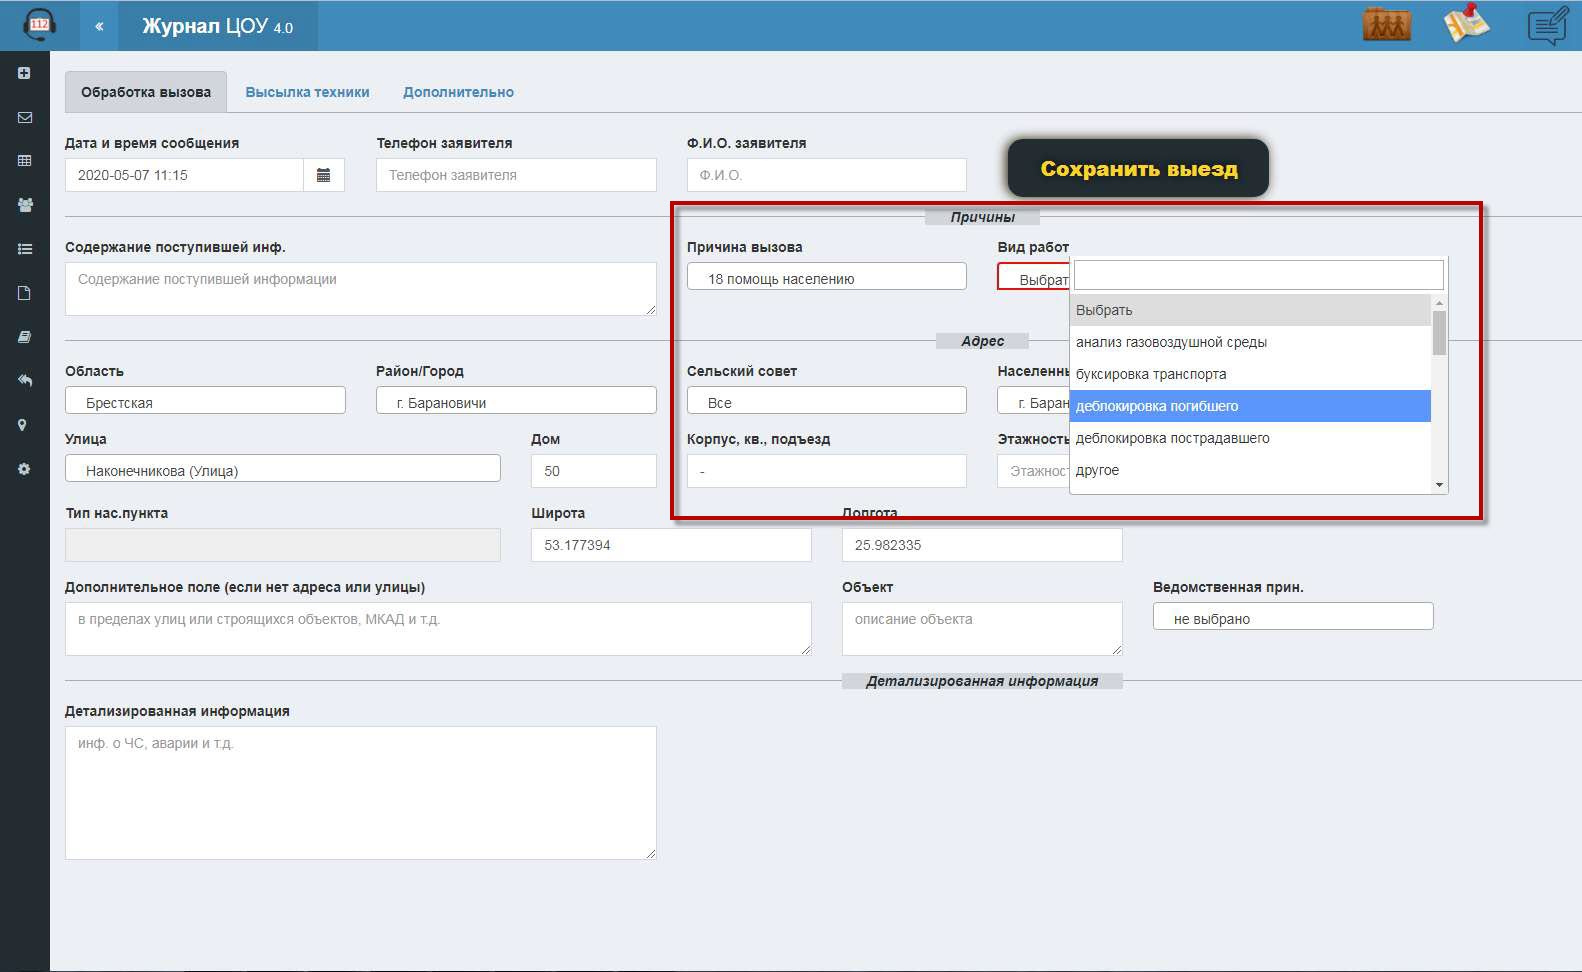 112
«
Журнал ЦОУ 4.0
Обработка вызова
Высылка техники
Дополнительно
Дата и время сообщения
Телефон заявителя
Ф.И.О. заявителя
2020-05-07 11:15
Телефон заявителя
Ф.И.О.
Сохранить выезд
Причины
Содержание поступившей инф.
Причина вызова
Вид работ
Содержание поступившей информации
18 помощь населению
Выбрат
Выбрать
анализ газовоздушной среды
буксировка транспорта
деблокировка погибшего
деблокировка пострадавшего
другое
Адрес
Область
Район/Город
Сельский совет
Населенны
Брестская
г. Барановичи
Все
г. Баран
Улица
Дом
Корпус, кв., подъезд
Этажность
Наконечникова (Улица)
50
-
Этажност
Тип нас.пункта
Широта
Долгота
53.177394
25.982335
Дополнительное поле (если нет адреса или улицы)
Объект
Ведомственная прин.
в пределах улиц или строящихся объектов, МКАД и т.д.
описание объекта
не выбрано
Детализированная информация
Детализированная информация
инф. о ЧС, аварии и т.д.